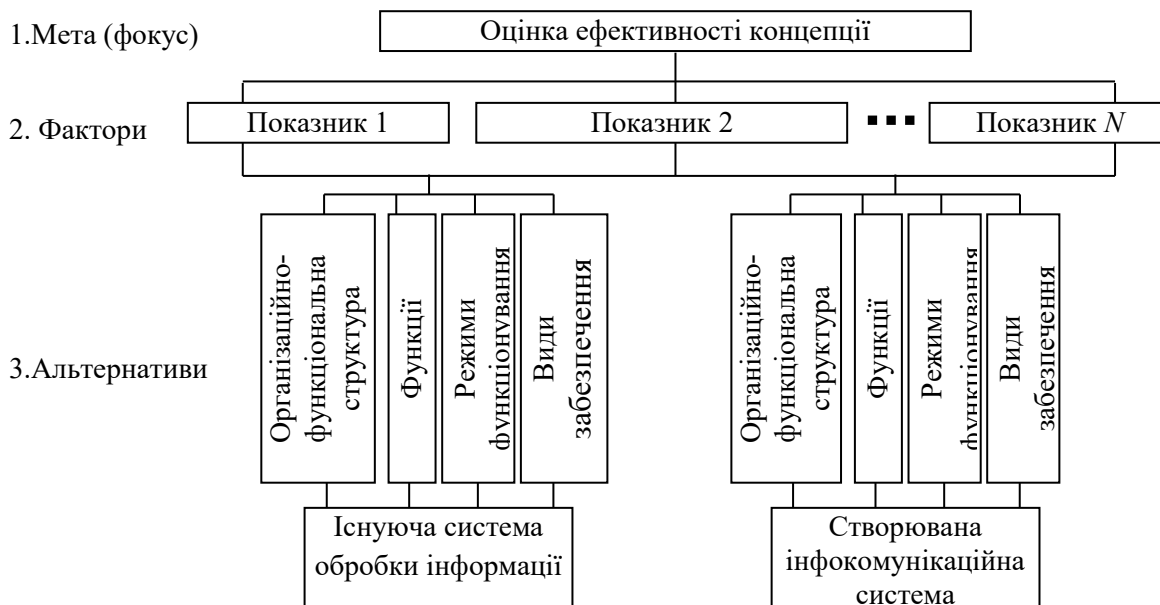 1.Мета (фокус)
Оцінка ефективності концепції
2. Фактори
Показник 1
Показник 2
Показник N
3.Альтернативи
Організаційно-
функціональна
структура
Функції
Режими
функціонування
Види
забезпечення
Організаційно-
функціональна
структура
Функції
Режими
функціонування
Види
забезпечення
Існуюча система
обробки інформації
Створювана
інфокомунікаційна
система